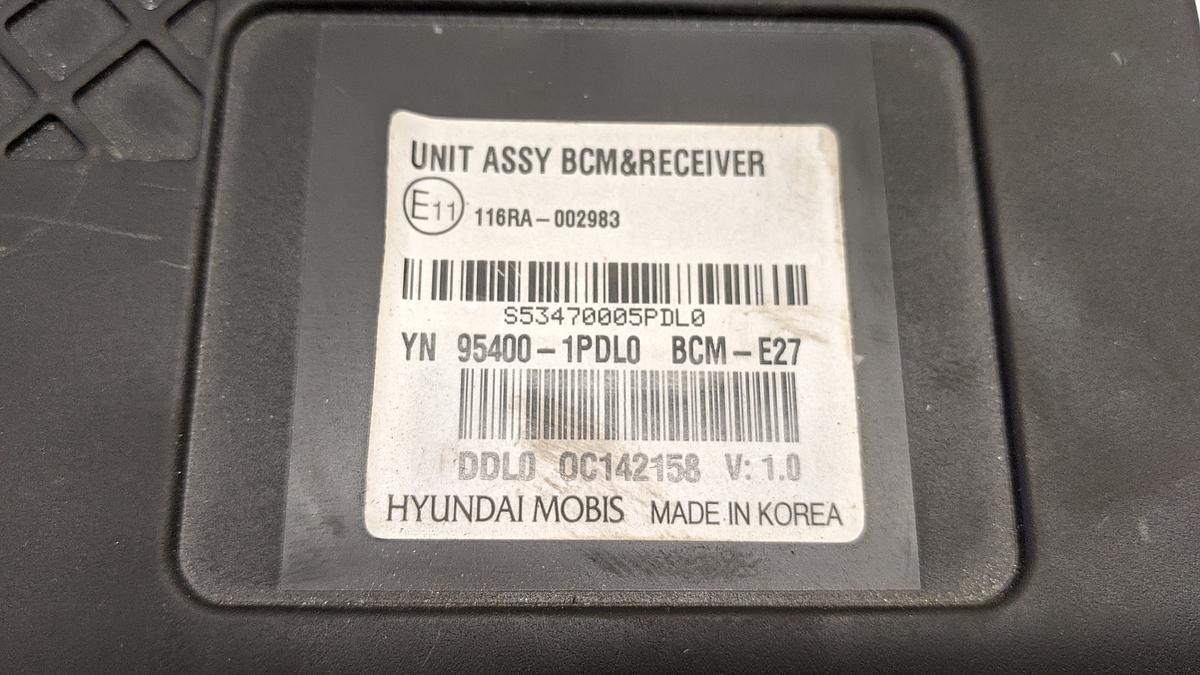 UNIT ASSY BCM&RECEIVER
E11 116RA-002983
S53470005PDL0
YN 95400-1PDL0 BCM-E27
DDL0 0C142158 V: 1.0
HYUNDAI MOBIS MADE IN KOREA